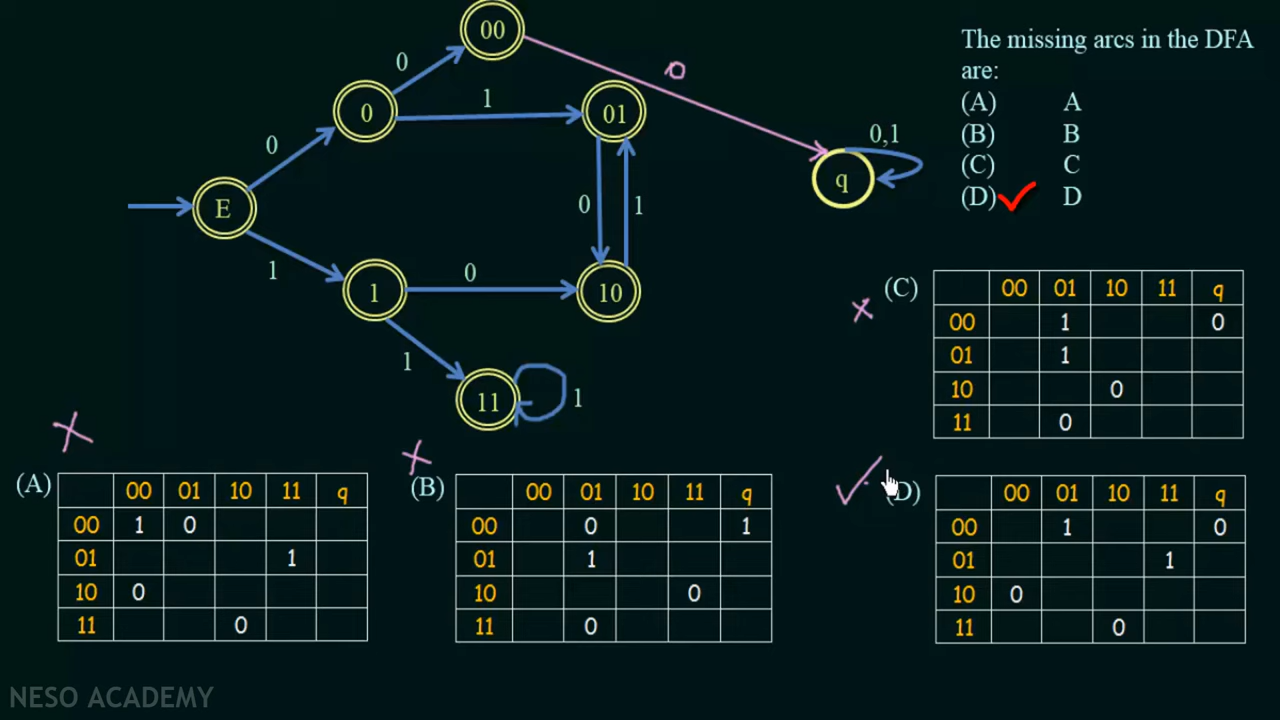 00
0
0
1
01
0
0
0,1
q
E
0
1
1
1
0
10
1
11
1
The missing arcs in the DFA
are:
(A) A
(B) B
(C) C
(D) D
(C)
00 01 10 11 q
00 1 0
01 1
10 0
11 0
(A)
00 01 10 11 q
00 1 0
01 1
10 0
11 0
(B)
00 01 10 11 q
00 0 1
01 1
10 0
11 0
(D)
00 01 10 11 q
00 1 0
01 1
10 0
11 0
NESO ACADEMY